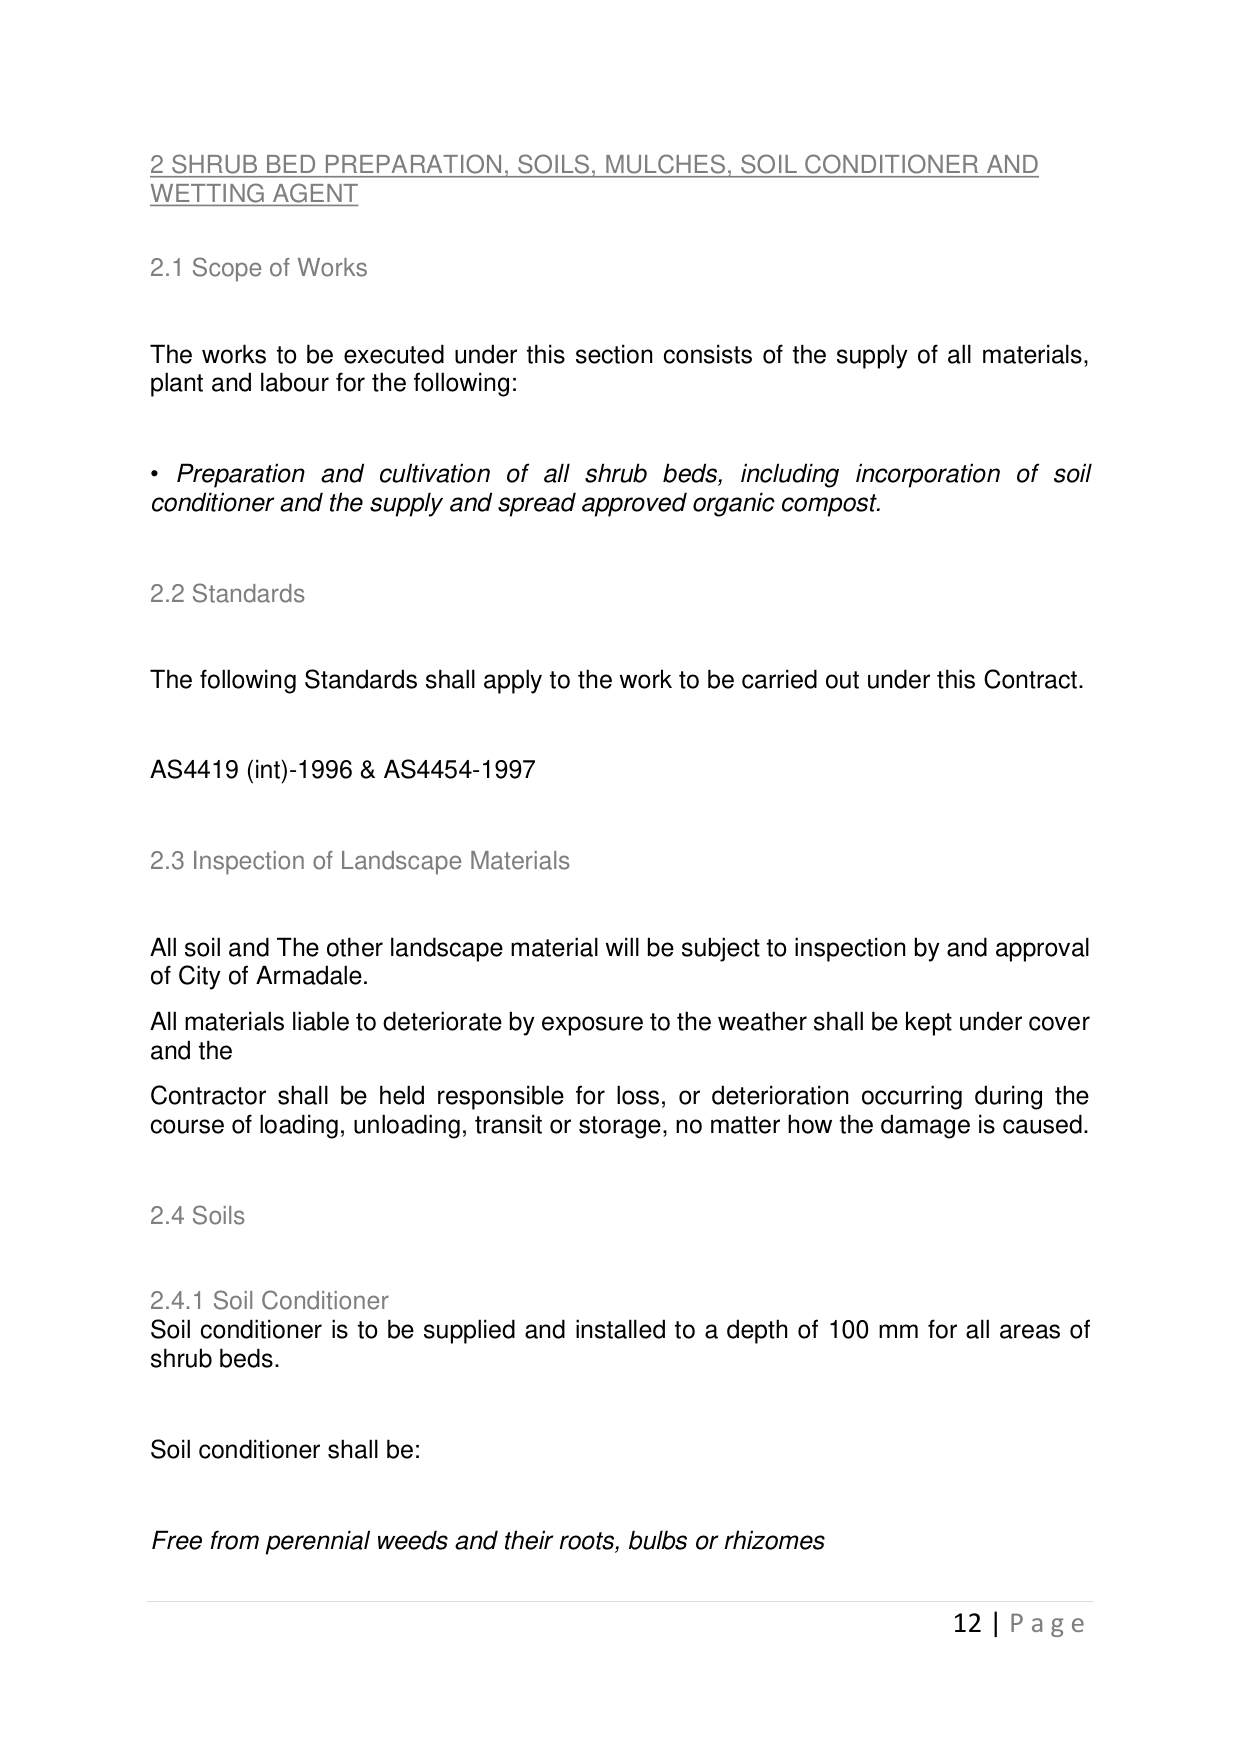 2 SHRUB BED PREPARATION, SOILS, MULCHES, SOIL CONDITIONER AND
WETTING AGENT
2.1 Scope of Works
The works to be executed under this section consists of the supply of all materials,
plant and labour for the following:
• Preparation and cultivation of all shrub beds, including incorporation of soil
conditioner and the supply and spread approved organic compost.
2.2 Standards
The following Standards shall apply to the work to be carried out under this Contract.
AS4419 (int)-1996 & AS4454-1997
2.3 Inspection of Landscape Materials
All soil and The other landscape material will be subject to inspection by and approval
of City of Armadale.
All materials liable to deteriorate by exposure to the weather shall be kept under cover
and the
Contractor shall be held responsible for loss, or deterioration occurring during the
course of loading, unloading, transit or storage, no matter how the damage is caused.
2.4 Soils
2.4.1 Soil Conditioner
Soil conditioner is to be supplied and installed to a depth of 100 mm for all areas of
shrub beds.
Soil conditioner shall be:
Free from perennial weeds and their roots, bulbs or rhizomes
12 | P a g e